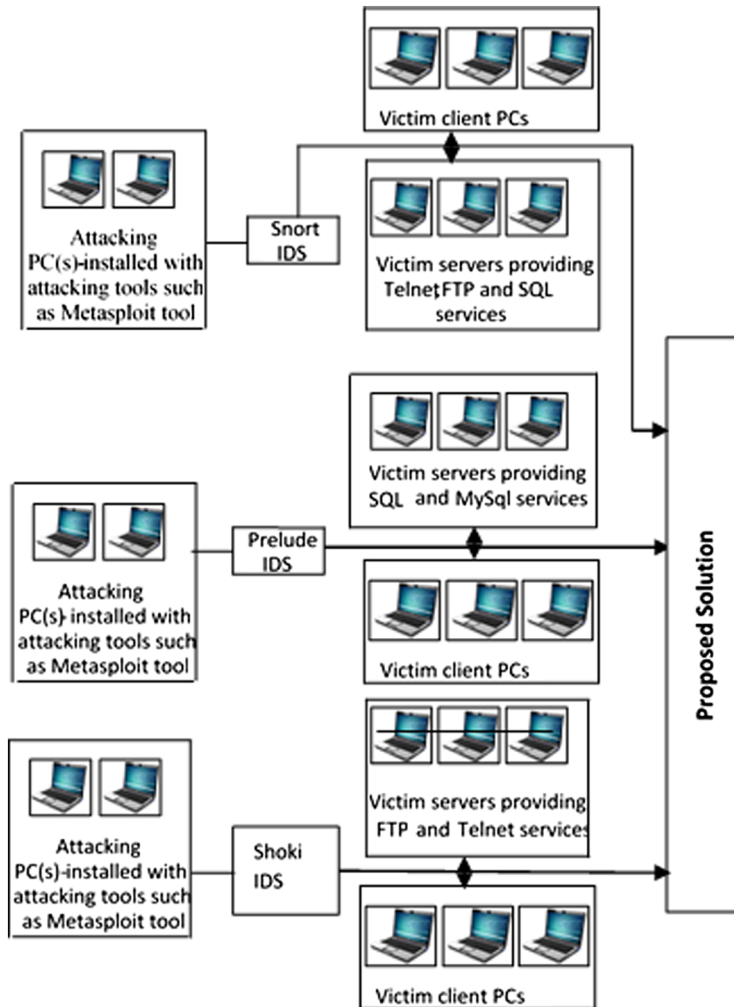 Victim client PCs
Attacking
PC(s)-installed with
attacking tools such
as Metasploit tool
Snort
IDS
Victim servers providing
Telnet,FTP and SQL
services
Victim servers providing
SQL and MySql services
Attacking
PC(s)- installed with
attacking tools such
as Metasploit tool
Prelude
IDS
Victim client PCs
Proposed Solution
Victim servers providing
FTP and Telnet services
Attacking
PC(s)-installed with
attacking tools such
as Metasploit tool
Shoki
IDS
Victim client PCs